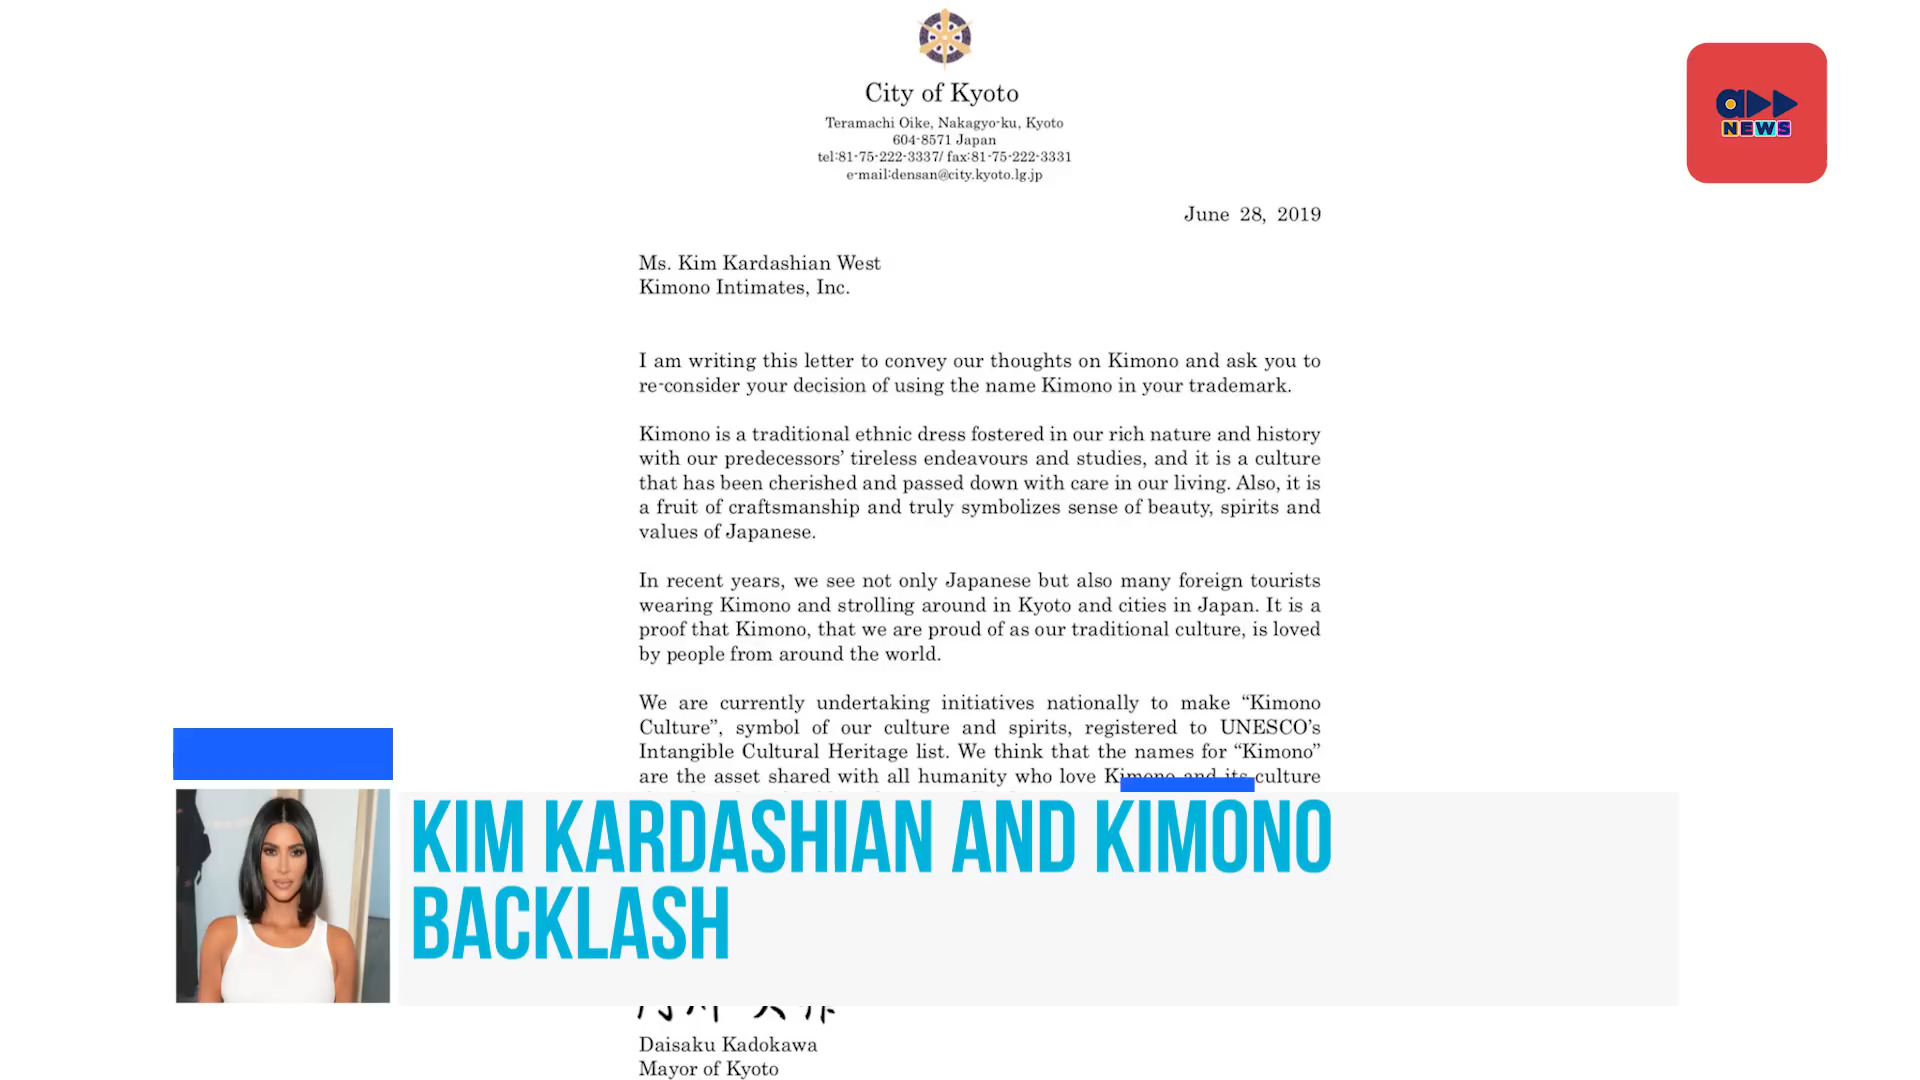 City of Kyoto
Teramachi Oike, Nakagyo-ku, Kyoto
604-8571 Japan
tel:81-75-222-3337/ fax:81-75-222-3331
e-mail:densan@city.kyoto.lg.jp
a
NEWS
June 28, 2019
Ms. Kim Kardashian West
Kimono Intimates, Inc.
I am writing this letter to convey our thoughts on Kimono and ask you to
re-consider your decision of using the name Kimono in your trademark.
Kimono is a traditional ethnic dress fostered in our rich nature and history
with our predecessors’ tireless endeavours and studies, and it is a culture
that has been cherished and passed down with care in our living. Also, it is
a fruit of craftsmanship and truly symbolizes sense of beauty, spirits and
values of Japanese.
In recent years, we see not only Japanese but also many foreign tourists
wearing Kimono and strolling around in Kyoto and cities in Japan. It is a
proof that Kimono, that we are proud of as our traditional culture, is loved
by people from around the world.
We are currently undertaking initiatives nationally to make “Kimono
Culture”, symbol of our culture and spirits, registered to UNESCO’s
Intangible Cultural Heritage list. We think that the names for “Kimono”
are the asset shared with all humanity who love Kimono and its culture
KIM KARDASHIAN AND KIMONO
BACKLASH
Daisaku Kadokawa
Mayor of Kyoto